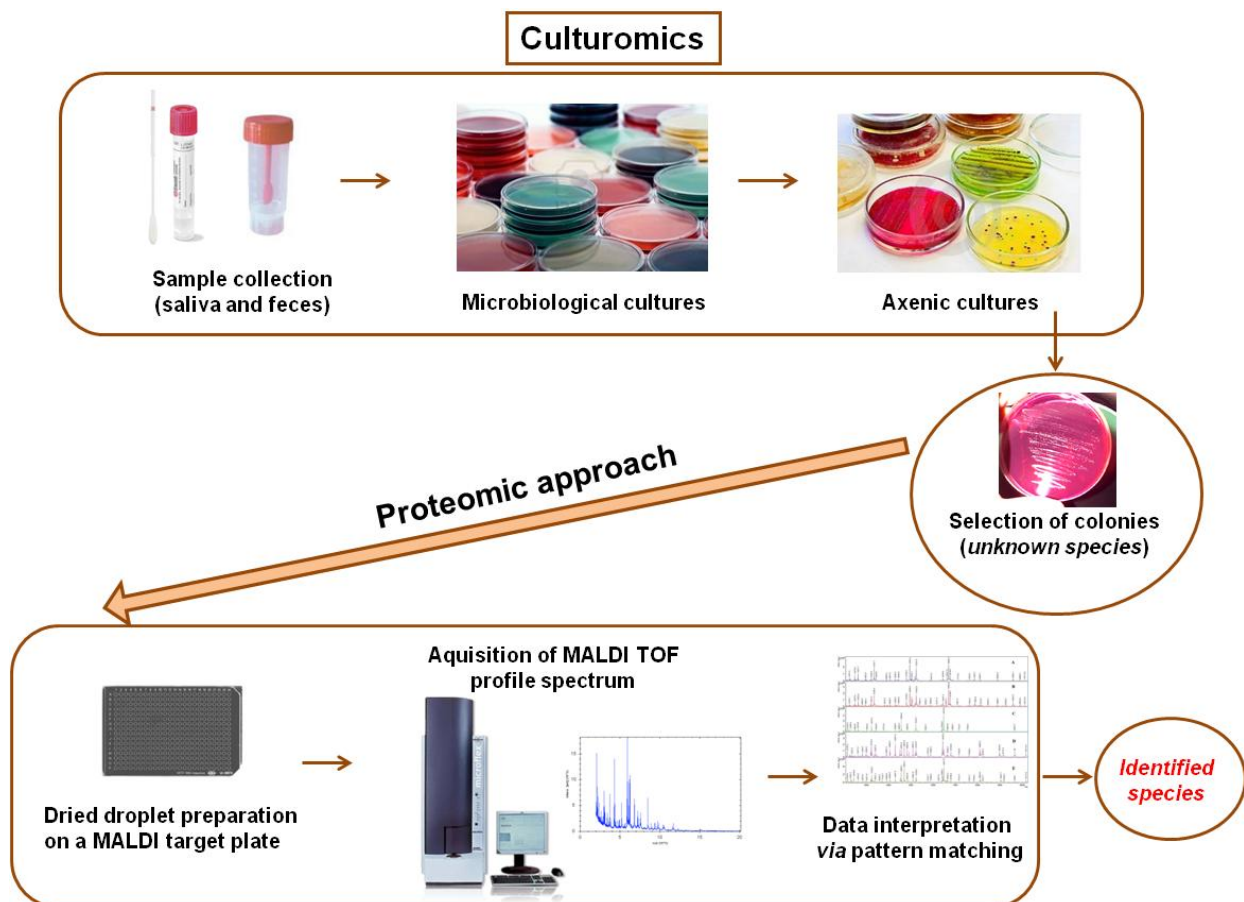 Culturomics
Sample collection
(saliva and feces)
Microbiological cultures
Axenic cultures
Selection of colonies
(unknown species)
Proteomic approach
Dried droplet preparation
on a MALDI target plate
Aquisition of MALDI TOF
profile spectrum
microflex
Data interpretation
via pattern matching
Identified
species